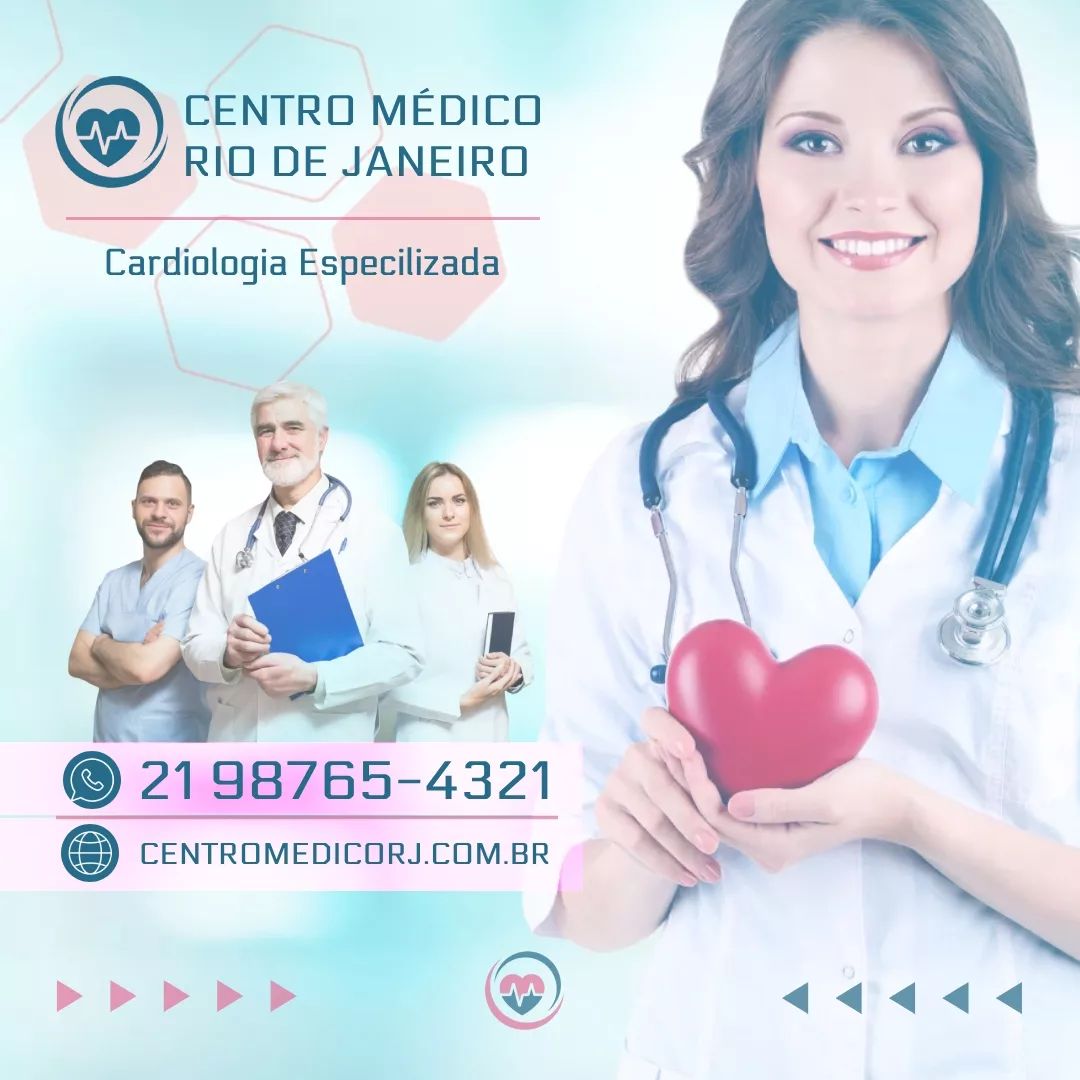 CENTRO MÉDICO
RIO DE JANEIRO
Cardiologia Especilizada
21 98765-4321
CENTROMEDICORJ.COM.BR